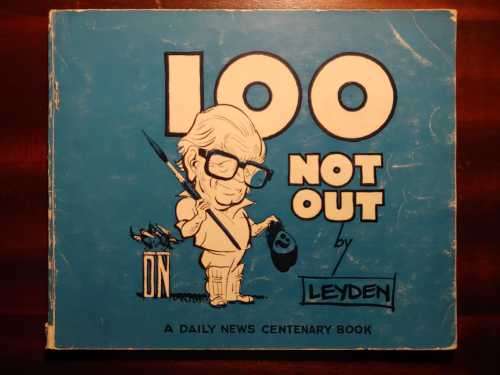 100
NOT
OUT
by
LEYDEN
DN
A DAILY NEWS CENTENARY BOOK